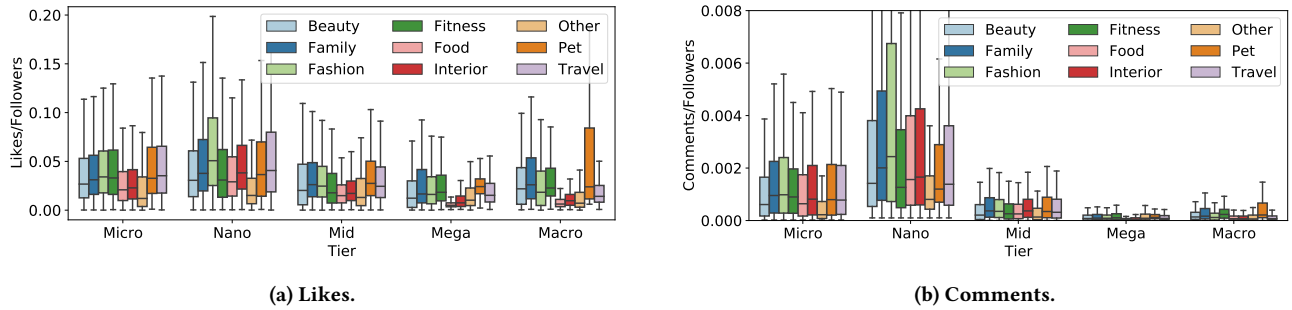 0.20
0.15
0.10
0.05
0.00
Likes/Followers
Beauty Fitness Other
Family Food Pet
Fashion Interior Travel
Micro Nano Mid Mega Macro
Tier
(a) Likes.
0.008
0.006
0.004
0.002
0.000
Comments/Followers
Beauty Fitness Other
Family Food Pet
Fashion Interior Travel
Micro Nano Mid Mega Macro
Tier
(b) Comments.